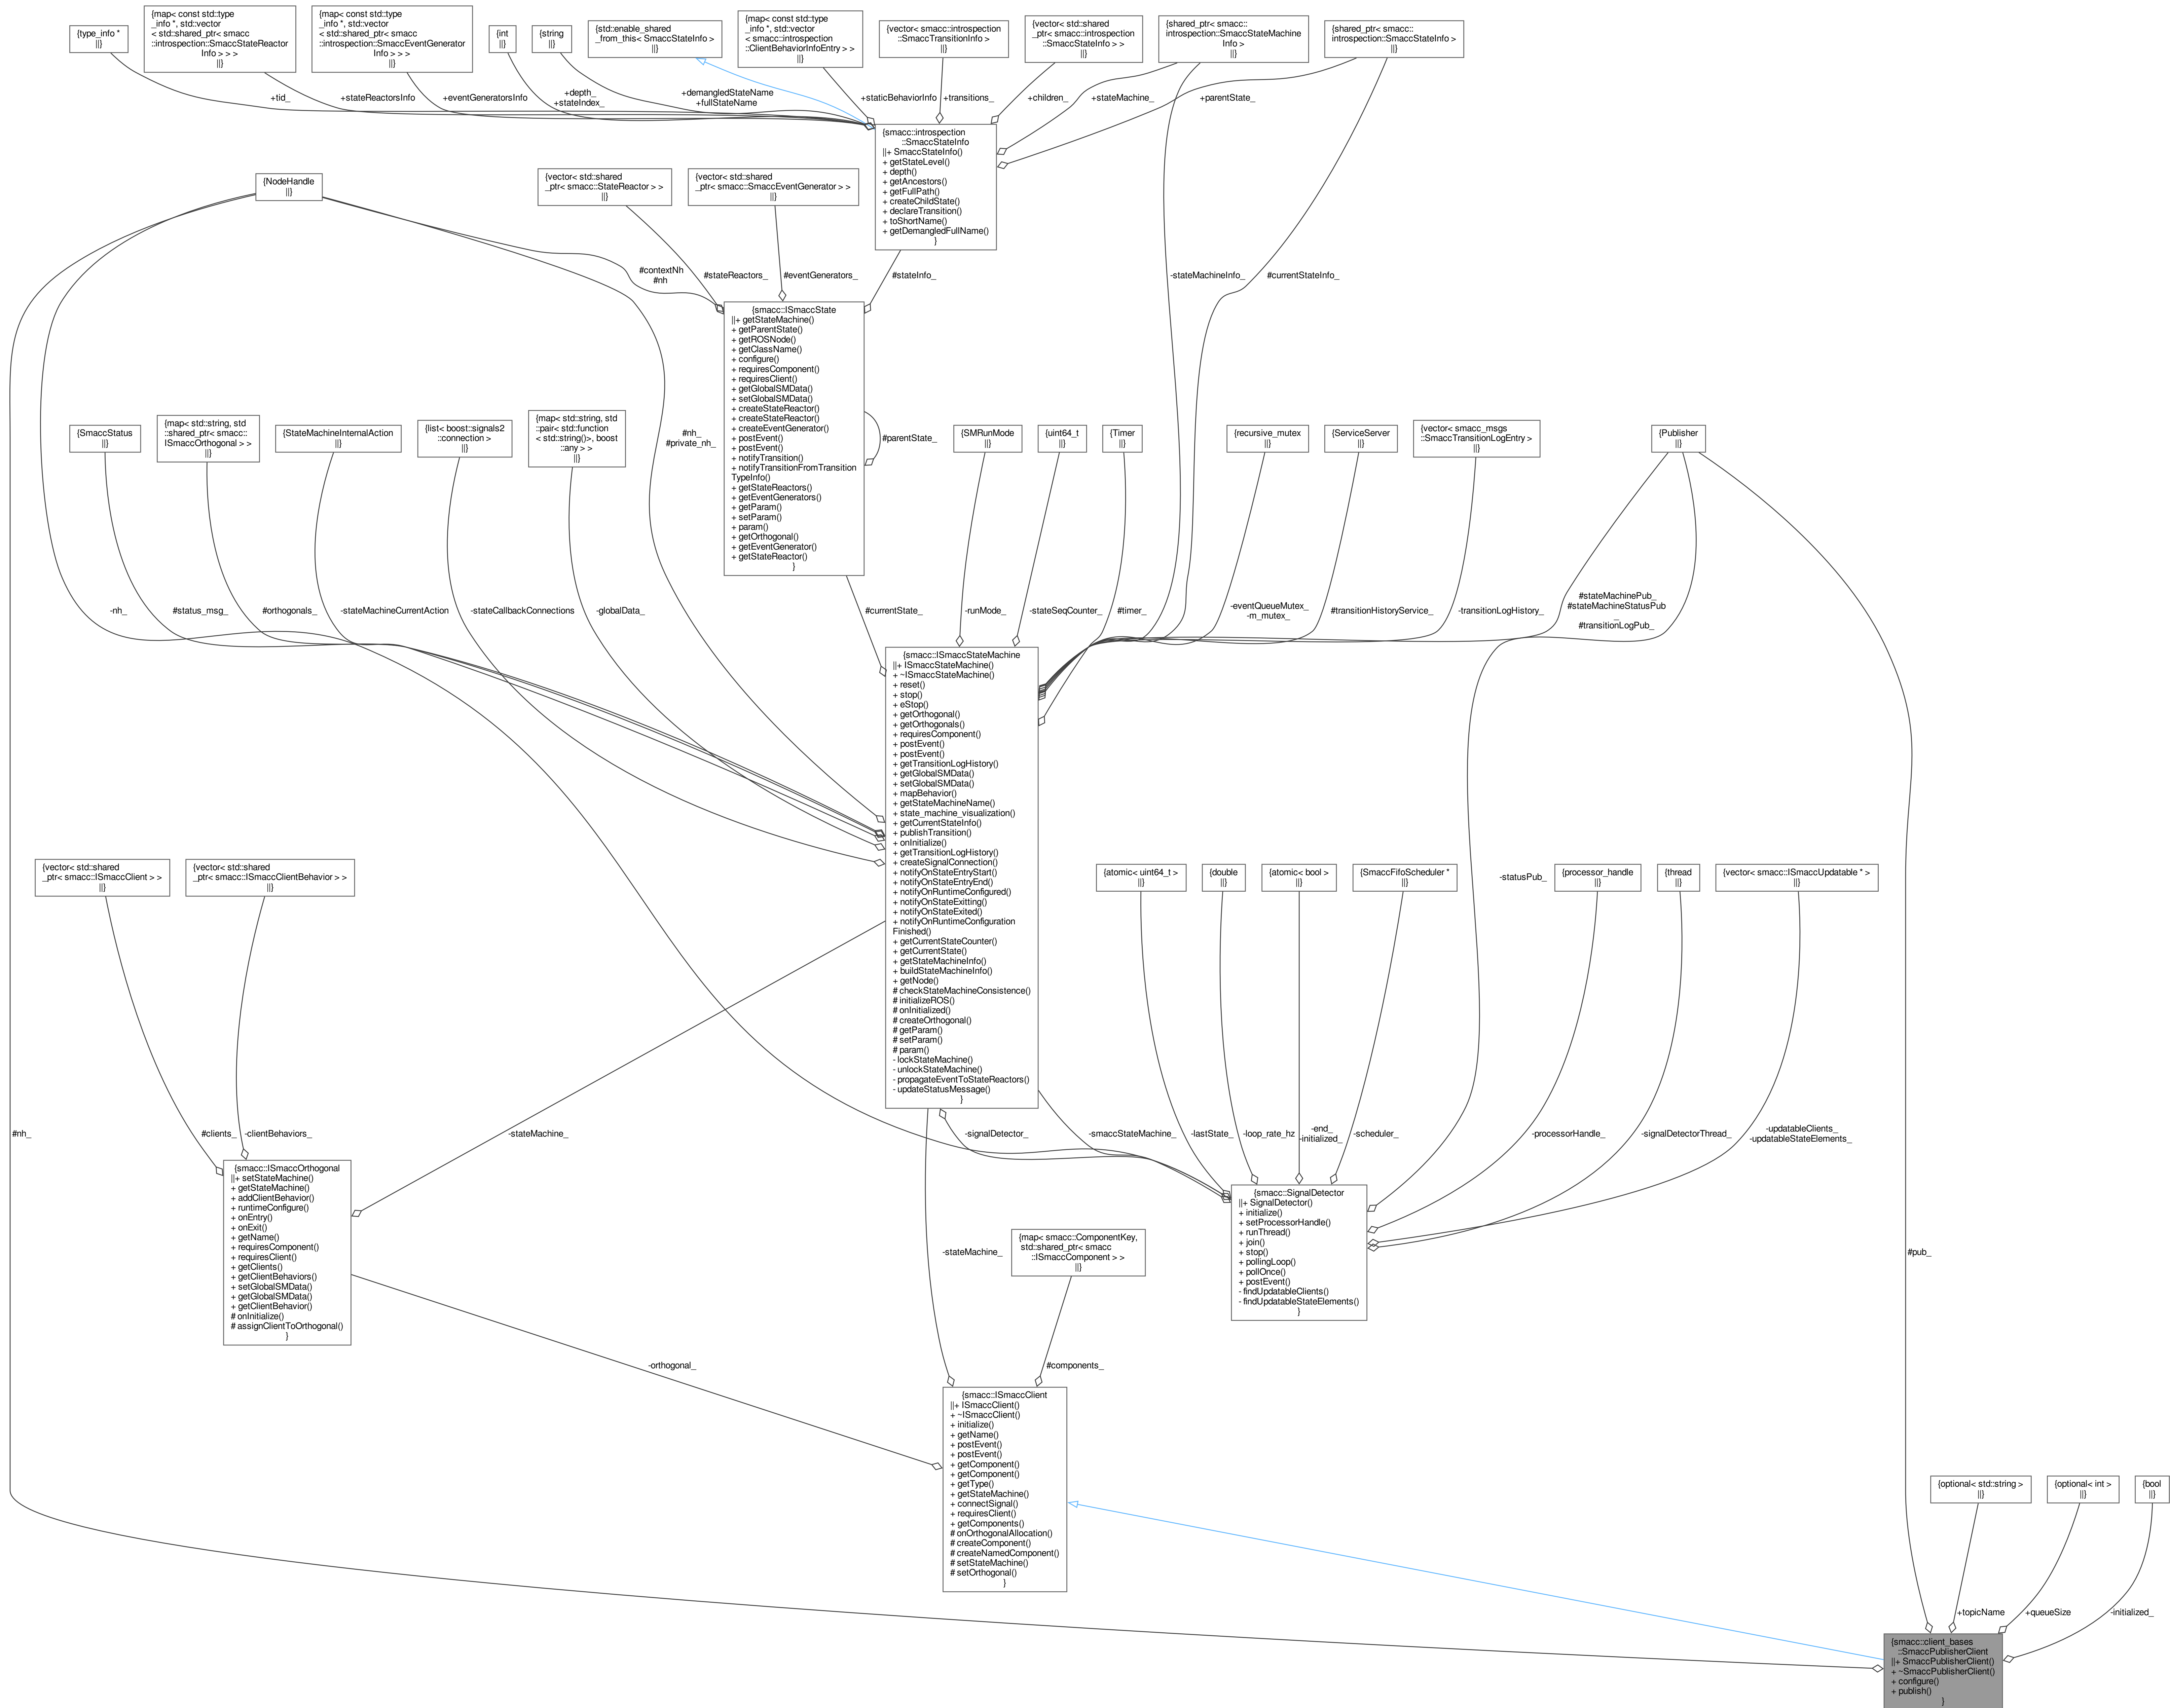 {type_info *
||}
{map< const std::type
_info *, std::vector
< std::shared_ptr< smacc
::introspection::SmaccStateReactor
Info > > >
||}
{map< const std::type
_info *, std::vector
< std::shared_ptr< smacc
::introspection::SmaccEventGenerator
Info > > >
||}
{int
||}
{string
||}
{std::enable_shared
_from_this< SmaccStateInfo >
||}
{map< const std::type
_info *, std::vector
< smacc::introspection
::ClientBehaviorInfoEntry > >
||}
{vector< smacc::introspection
::SmaccTransitionInfo >
||}
{vector< std::shared
_ptr< smacc::introspection
::SmaccStateInfo > >
||}
{shared_ptr< smacc::
introspection::SmaccStateMachine
Info >
||}
{shared_ptr< smacc::
introspection::SmaccStateInfo >
||}
+tid_
+stateReactorsInfo
+eventGeneratorsInfo
+depth_
+stateIndex_
+demangledStateName
+fullStateName
+staticBehaviorInfo
+transitions_
+children_
+stateMachine_
+parentState_
{smacc::introspection
::SmaccStateInfo
||+ SmaccStateInfo()
+ getStateLevel()
+ depth()
+ getAncestors()
+ getFullPath()
+ createChildState()
+ declareTransition()
+ toShortName()
+ getDemangledFullName()
}
{NodeHandle
||}
{vector< std::shared
_ptr< smacc::StateReactor > >
||}
{vector< std::shared
_ptr< smacc::SmaccEventGenerator > >
||}
#contextNh
#nh
#stateReactors_
#eventGenerators_
#stateInfo_
-stateMachineInfo_
#currentStateInfo_
{smacc::ISmaccState
||+ getStateMachine()
+ getParentState()
+ getROSNode()
+ getClassName()
+ configure()
+ requiresComponent()
+ requiresClient()
+ getGlobalSMData()
+ setGlobalSMData()
+ createStateReactor()
+ createStateReactor()
+ createEventGenerator()
+ postEvent()
+ postEvent()
+ notifyTransition()
+ notifyTransitionFromTransition
TypeInfo()
+ getStateReactors()
+ getEventGenerators()
+ getParam()
+ setParam()
+ param()
+ getOrthogonal()
+ getEventGenerator()
+ getStateReactor()
}
#parentState_
#nh_
#private_nh_
{SmaccStatus
||}
{map< std::string, std
::shared_ptr< smacc::
ISmaccOrthogonal > >
||}
{StateMachineInternalAction
||}
{list< boost::signals2
::connection >
||}
{map< std::string, std
::pair< std::function
< std::string()>, boost
::any > >
||}
{SMRunMode
||}
{uint64_t
||}
{Timer
||}
{recursive_mutex
||}
{ServiceServer
||}
{vector< smacc_msgs
::SmaccTransitionLogEntry >
||}
{Publisher
||}
-nh_
#status_msg_
#orthogonals_
-stateMachineCurrentAction
-stateCallbackConnections
-globalData_
#currentState_
-runMode_
-stateSeqCounter_
#timer_
-eventQueueMutex_
-m_mutex_
#transitionHistoryService_
-transitionLogHistory_
#stateMachinePub_
#stateMachineStatusPub
_
#transitionLogPub_
{smacc::ISmaccStateMachine
||+ ISmaccStateMachine()
+ ~ISmaccStateMachine()
+ reset()
+ stop()
+ eStop()
+ getOrthogonal()
+ getOrthogonals()
+ requiresComponent()
+ postEvent()
+ postEvent()
+ getTransitionLogHistory()
+ getGlobalSMData()
+ setGlobalSMData()
+ mapBehavior()
+ getStateMachineName()
+ state_machine_visualization()
+ getCurrentStateInfo()
+ publishTransition()
+ onInitialize()
+ getTransitionLogHistory()
+ createSignalConnection()
+ notifyOnStateEntryStart()
+ notifyOnStateEntryEnd()
+ notifyOnRuntimeConfigured()
+ notifyOnStateExitting()
+ notifyOnStateExited()
+ notifyOnRuntimeConfiguration
Finished()
+ getCurrentStateCounter()
+ getCurrentState()
+ getStateMachineInfo()
+ buildStateMachineInfo()
+ getNode()
# checkStateMachineConsistence()
# initializeROS()
# onInitialized()
# createOrthogonal()
# getParam()
# setParam()
# param()
- lockStateMachine()
- unlockStateMachine()
- propagateEventToStateReactors()
- updateStatusMessage()
}
{vector< std::shared
_ptr< smacc::ISmaccClient > >
||}
{vector< std::shared
_ptr< smacc::ISmaccClientBehavior > >
||}
{atomic< uint64_t >
||}
{double
||}
{atomic< bool >
||}
{SmaccFifoScheduler *
||}
-statusPub_
{processor_handle
||}
{thread
||}
{vector< smacc::ISmaccUpdatable * >
||}
#nh_
#clients_
-clientBehaviors_
-stateMachine_
-signalDetector_
-smaccStateMachine_
-lastState_
-loop_rate_hz
-end_
-initialized_
-scheduler_
-processorHandle_
-signalDetectorThread_
-updatableClients_
-updatableStateElements_
{smacc::ISmaccOrthogonal
||+ setStateMachine()
+ getStateMachine()
+ addClientBehavior()
+ runtimeConfigure()
+ onEntry()
+ onExit()
+ getName()
+ requiresComponent()
+ requiresClient()
+ getClients()
+ getClientBehaviors()
+ setGlobalSMData()
+ getGlobalSMData()
+ getClientBehavior()
# onInitialize()
# assignClientToOrthogonal()
}
{smacc::SignalDetector
||+ SignalDetector()
+ initialize()
+ setProcessorHandle()
+ runThread()
+ join()
+ stop()
+ pollingLoop()
+ pollOnce()
+ postEvent()
- findUpdatableClients()
- findUpdatableStateElements()
}
-stateMachine_
{map< smacc::ComponentKey,
std::shared_ptr< smacc
::ISmaccComponent > >
||}
#pub_
-orthogonal_
#components_
{smacc::ISmaccClient
||+ ISmaccClient()
+ ~ISmaccClient()
+ initialize()
+ getName()
+ postEvent()
+ postEvent()
+ getComponent()
+ getComponent()
+ getType()
+ getStateMachine()
+ connectSignal()
+ requiresClient()
+ getComponents()
# onOrthogonalAllocation()
# createComponent()
# createNamedComponent()
# setStateMachine()
# setOrthogonal()
}
{optional< std::string >
||}
{optional< int >
||}
{bool
||}
+topicName
+queueSize
-initialized_
{smacc::client_bases
::SmaccPublisherClient
||+ SmaccPublisherClient()
+ ~SmaccPublisherClient()
+ configure()
+ publish()
}